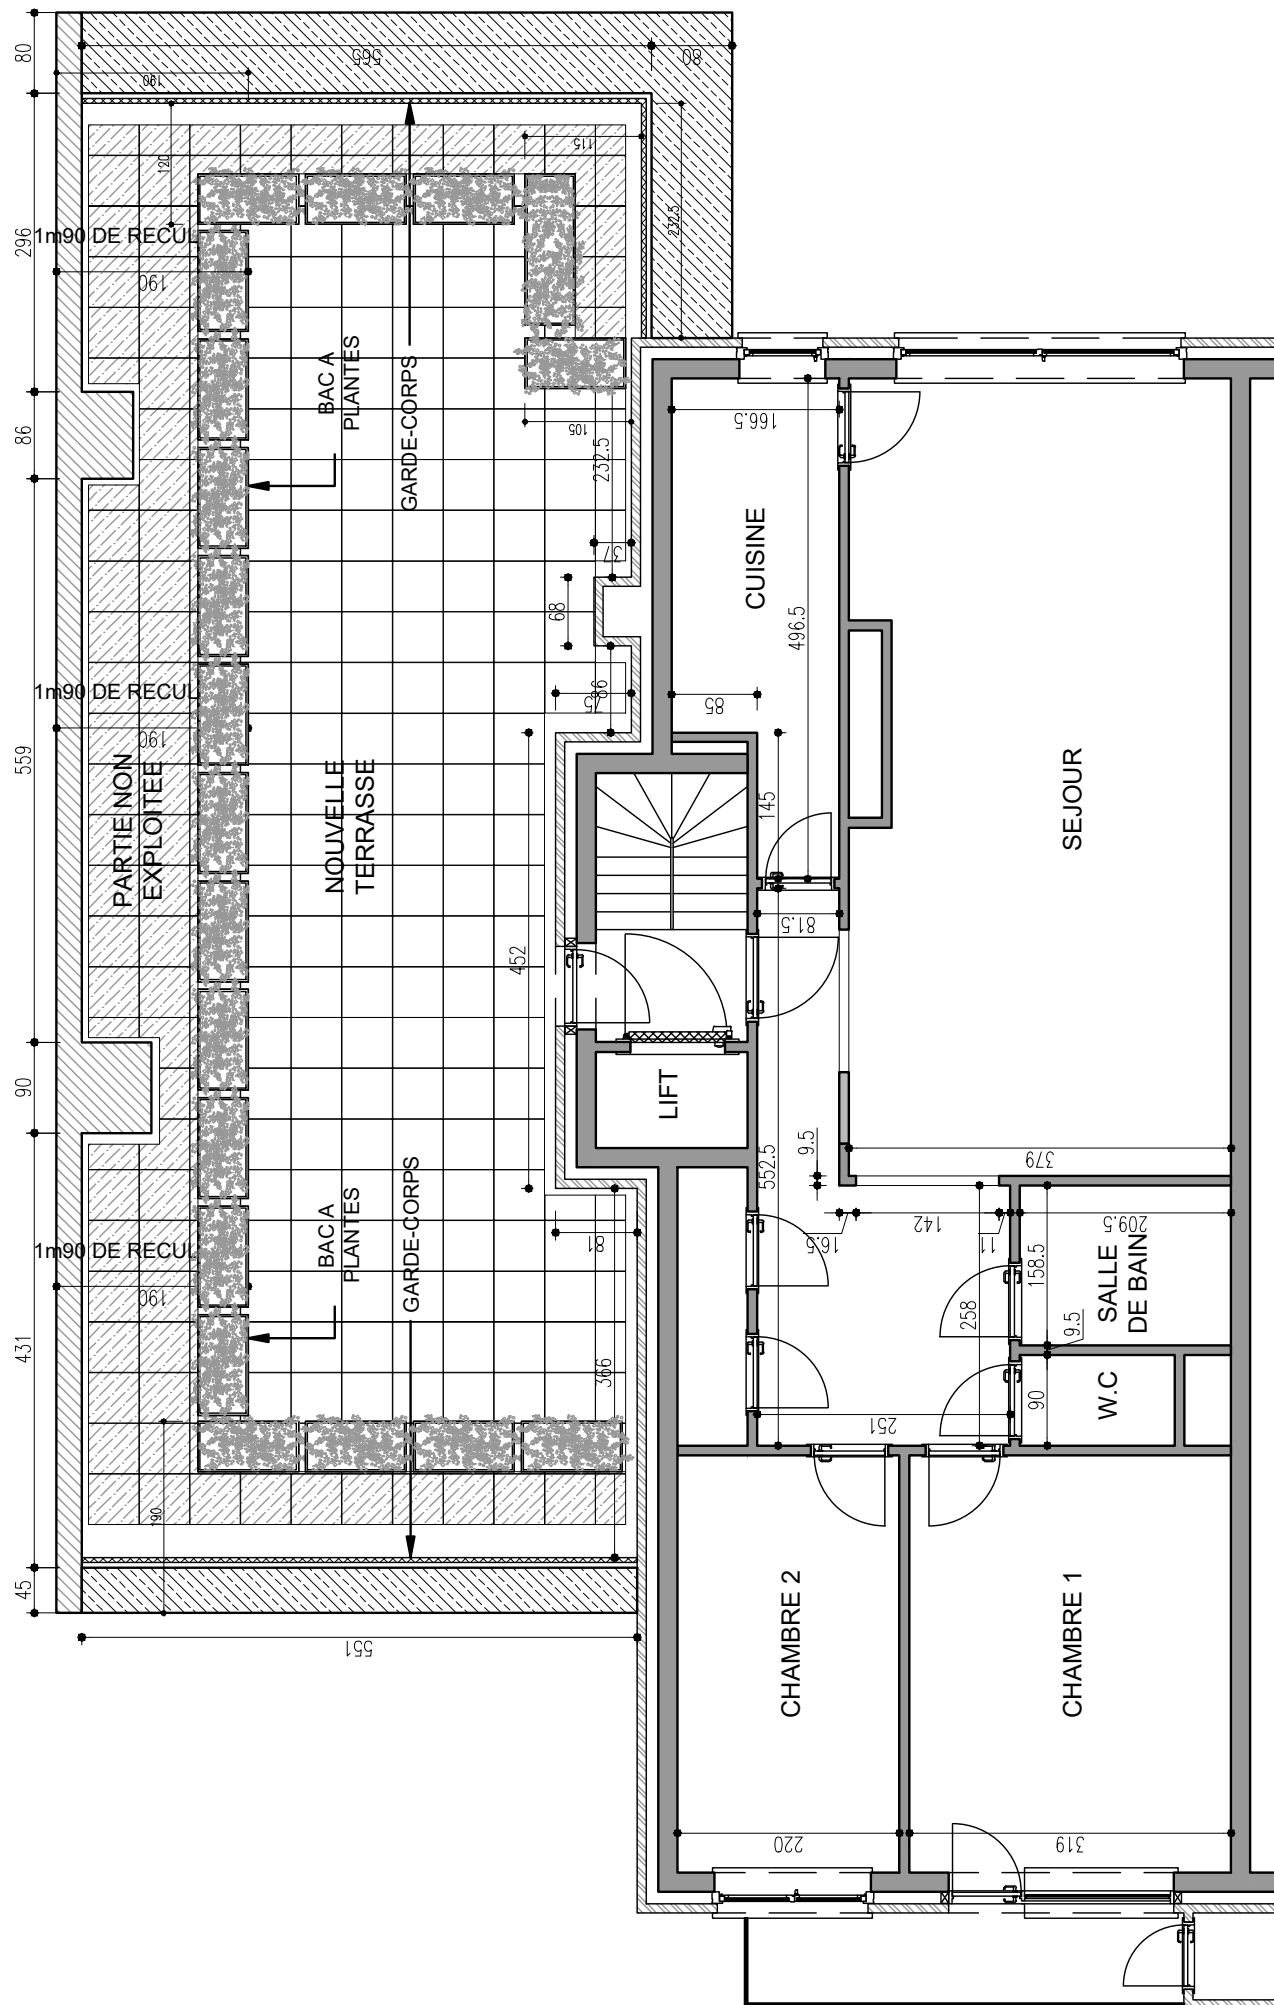 80
565
80
190
120
115
232.5
296
1m90 DE RECUL
190
BAC A
PLANTES
GARDE-CORPS
105
232.5
86
37
68
86
75
166.5
CUISINE
496.5
85
559
1m90 DE RECUL
190
PARTIE NON
EXPLOITEE
NOUVELLE
TERRASSE
452
145
81.5
SEJOUR
LIFT
90
552.5
9.5
379
16.5
142
11
209.5
81
158.5
SALLE
DE BAIN
258
9.5
W.C
90
251
431
1m90 DE RECUL
190
BAC A
PLANTES
GARDE-CORPS
366
190
45
551
CHAMBRE 2
CHAMBRE 1
220
319